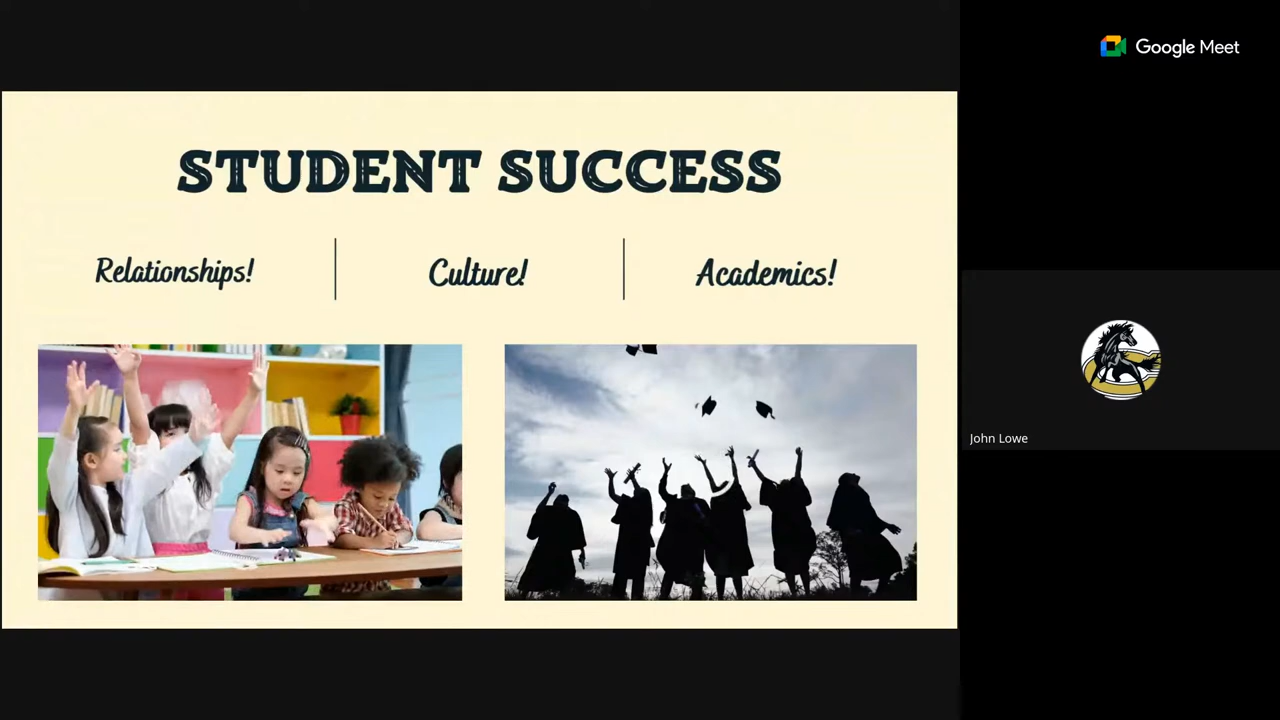 Google Meet
STUDENT SUCCESS
Relationships!
Culture!
Academics!
John Lowe